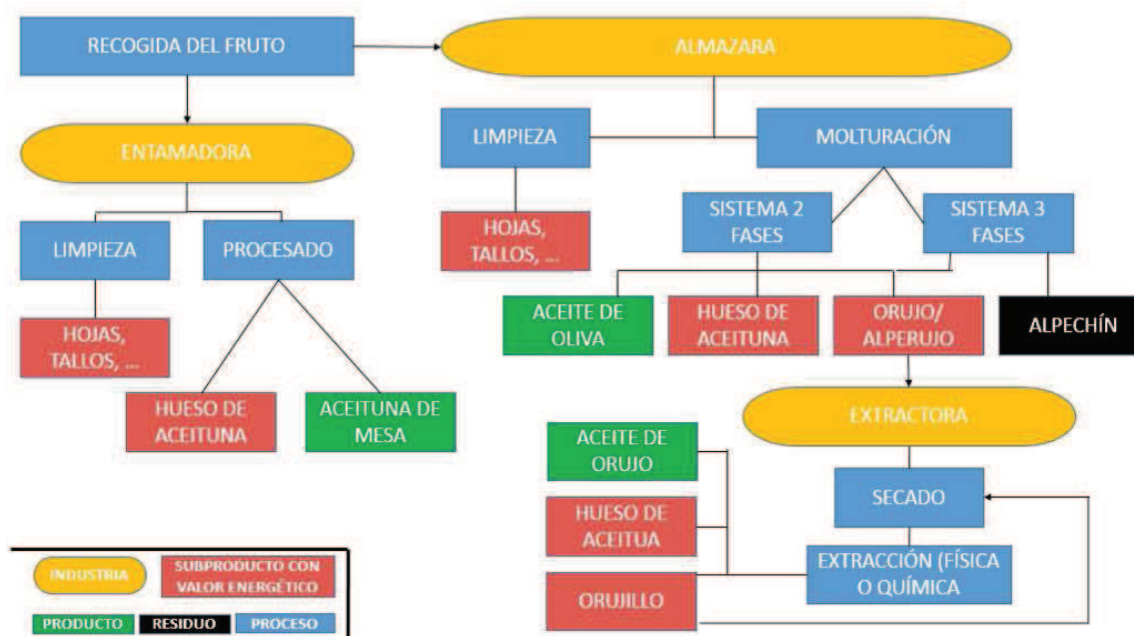 RECOGIDA DEL FRUTO
ALMAZARA
ENTAMADORA
LIMPIEZA
MOLTURACIÓN
LIMPIEZA
PROCESADO
HOJAS,
TALLOS, ...
SISTEMA 2
FASES
SISTEMA 3
FASES
HOJAS,
TALLOS, ...
ACEITE DE
OLIVA
HUESO DE
ACEITUNA
ORUJO/
ALPERUJO
ALPECHÍN
HUESO DE
ACEITUNA
ACEITUNA DE
MESA
EXTRACTORA
ACEITE DE
ORUJO
SECADO
HUESO DE
ACEITUA
EXTRACCIÓN (FÍSICA
O QUÍMICA
ORUJILLO
INDUSTRIA
SUBPRODUCTO CON
VALOR ENERGÉTICO
PRODUCTO
RESIDUO
PROCESO